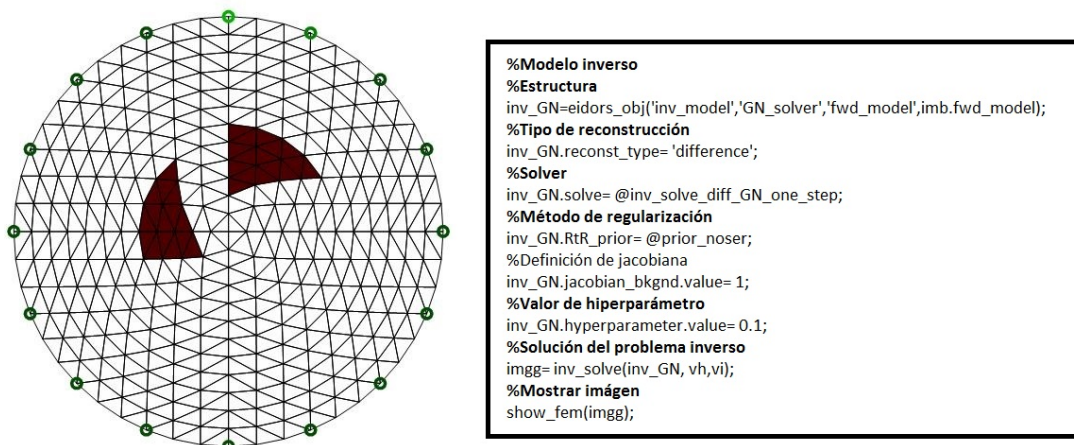 %Modelo inverso
%Estructura
inv_GN=eidors_obj('inv_model','GN_solver','fwd_model',imb.fwd_model);
%Tipo de reconstrucción
inv_GN.reconst_type= 'difference';
%Solver
inv_GN.solve= @inv_solve_diff_GN_one_step;
%Método de regularización
inv_GN.RtR_prior= @prior_noser;
%Definición de jacobiana
inv_GN.jacobian_bkgnd.value= 1;
%Valor de hiperparámetro
inv_GN.hyperparameter.value= 0.1;
%Solución del problema inverso
imgg= inv_solve(inv_GN, vh,vi);
%Mostrar imágen
show_fem(imgg);